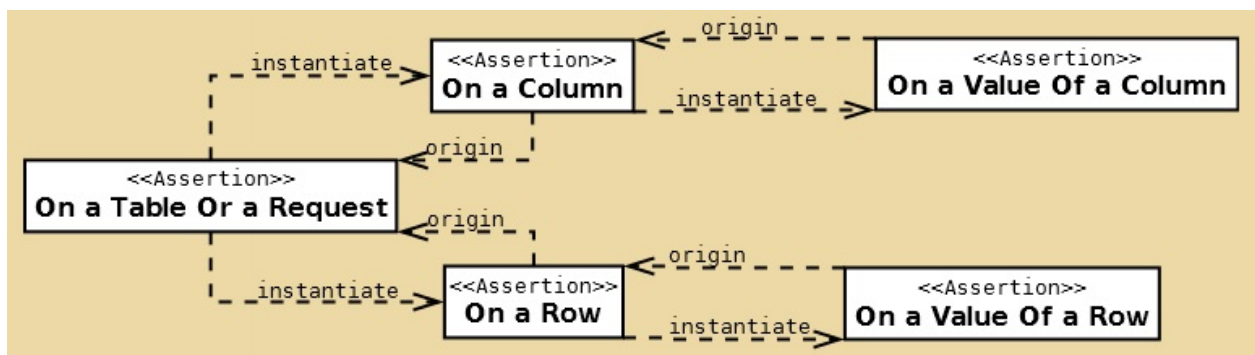 origin
<<Assertion>>
On a Column
<<Assertion>>
On a Value Of a Column
instantiate
instantiate
origin
<<Assertion>>
On a Table Or a Request
origin
origin
<<Assertion>>
On a Row
<<Assertion>>
On a Value Of a Row
instantiate
instantiate